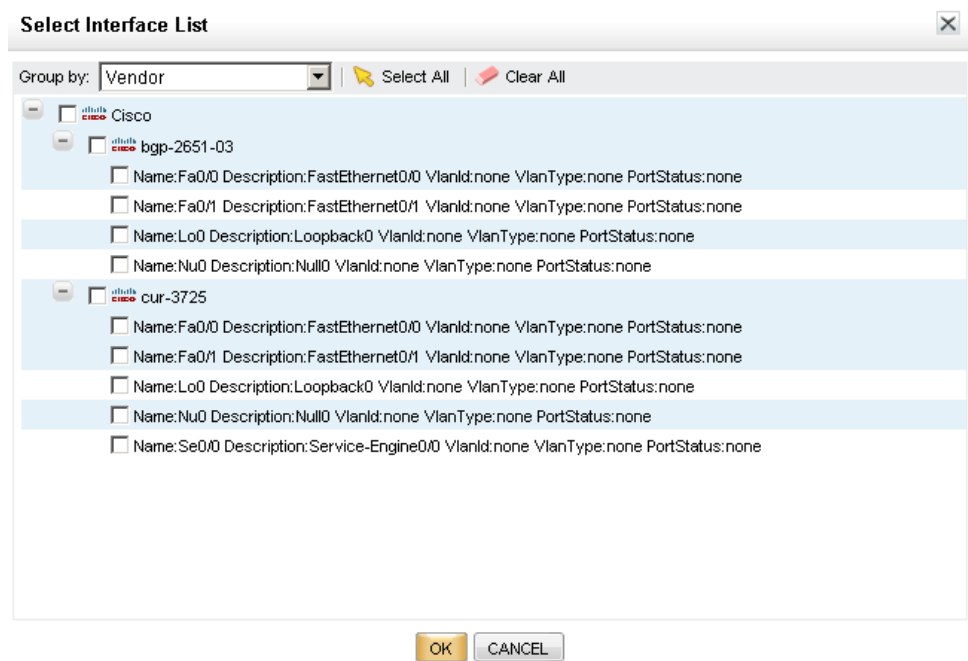 Select Interface List
Group by: Vendor Select All Clear All
cisco Cisco
cisco bgp-2651-03
Name:Fa0/0 Description:FastEthernet0/0 VlanId:none VlanType:none PortStatus:none
Name:Fa0/1 Description:FastEthernet0/1 VlanId:none VlanType:none PortStatus:none
Name:Lo0 Description:Loopback0 VlanId:none VlanType:none PortStatus:none
Name:Nu0 Description:Null0 VlanId:none VlanType:none PortStatus:none
cisco cur-3725
Name:Fa0/0 Description:FastEthernet0/0 VlanId:none VlanType:none PortStatus:none
Name:Fa0/1 Description:FastEthernet0/1 VlanId:none VlanType:none PortStatus:none
Name:Lo0 Description:Loopback0 VlanId:none VlanType:none PortStatus:none
Name:Nu0 Description:Null0 VlanId:none VlanType:none PortStatus:none
Name:Se0/0 Description:Service-Engine0/0 VlanId:none VlanType:none PortStatus:none
OK CANCEL